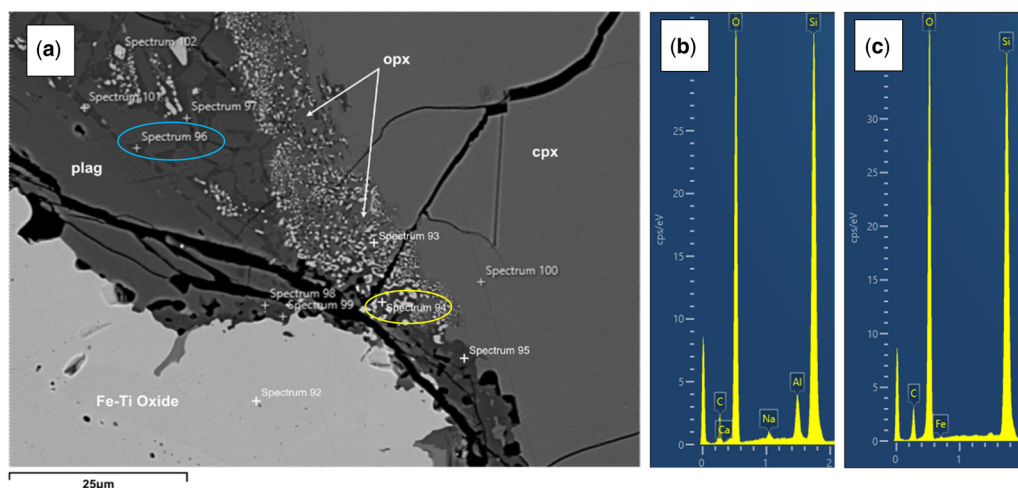 (a)
Spectrum 102
opx
Spectrum 101
Spectrum 97
Spectrum 96
plag
cpx
Spectrum 93
Spectrum 100
Spectrum 98
Spectrum 99
Spectrum 94
Spectrum 95
Fe-Ti Oxide
Spectrum 92
25µm
(b)
O
Si
25
20
cps/eV
15
10
5
0
C
Ca
Na
Al
0
1
2
(c)
O
Si
30
25
20
cps/eV
15
10
5
0
C
Fe
0
1